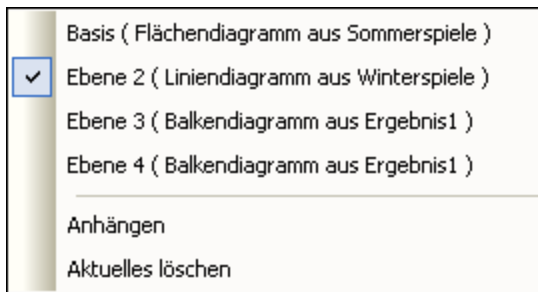 Basis ( Flächendiagramm aus Sommerspiele )
Ebene 2 ( Liniendiagramm aus Winterspiele )
Ebene 3 ( Balkendiagramm aus Ergebnis1 )
Ebene 4 ( Balkendiagramm aus Ergebnis1 )
Anhängen
Aktuelles löschen